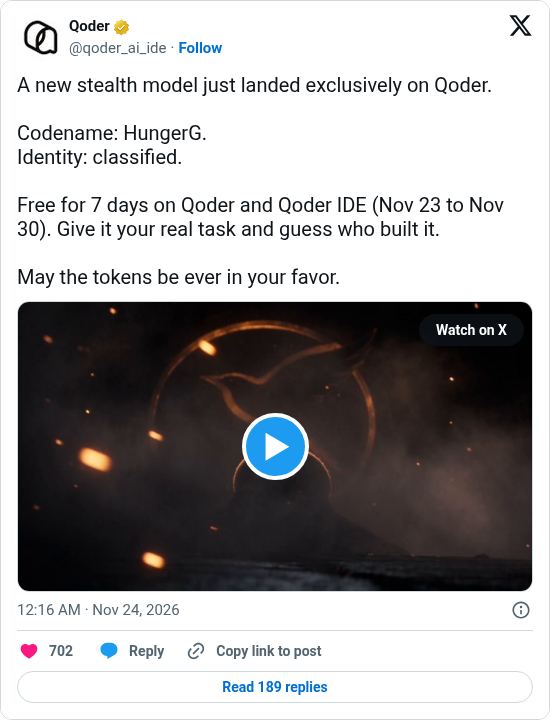 Qoder
@qoder_ai_ide · Follow
A new stealth model just landed exclusively on Qoder.
Codename: HungerG.
Identity: classified.
Free for 7 days on Qoder and Qoder IDE (Nov 23 to Nov
30). Give it your real task and guess who built it.
May the tokens be ever in your favor.
Watch on X
12:16 AM · Nov 24, 2026
702 Reply Copy link to post
Read 189 replies